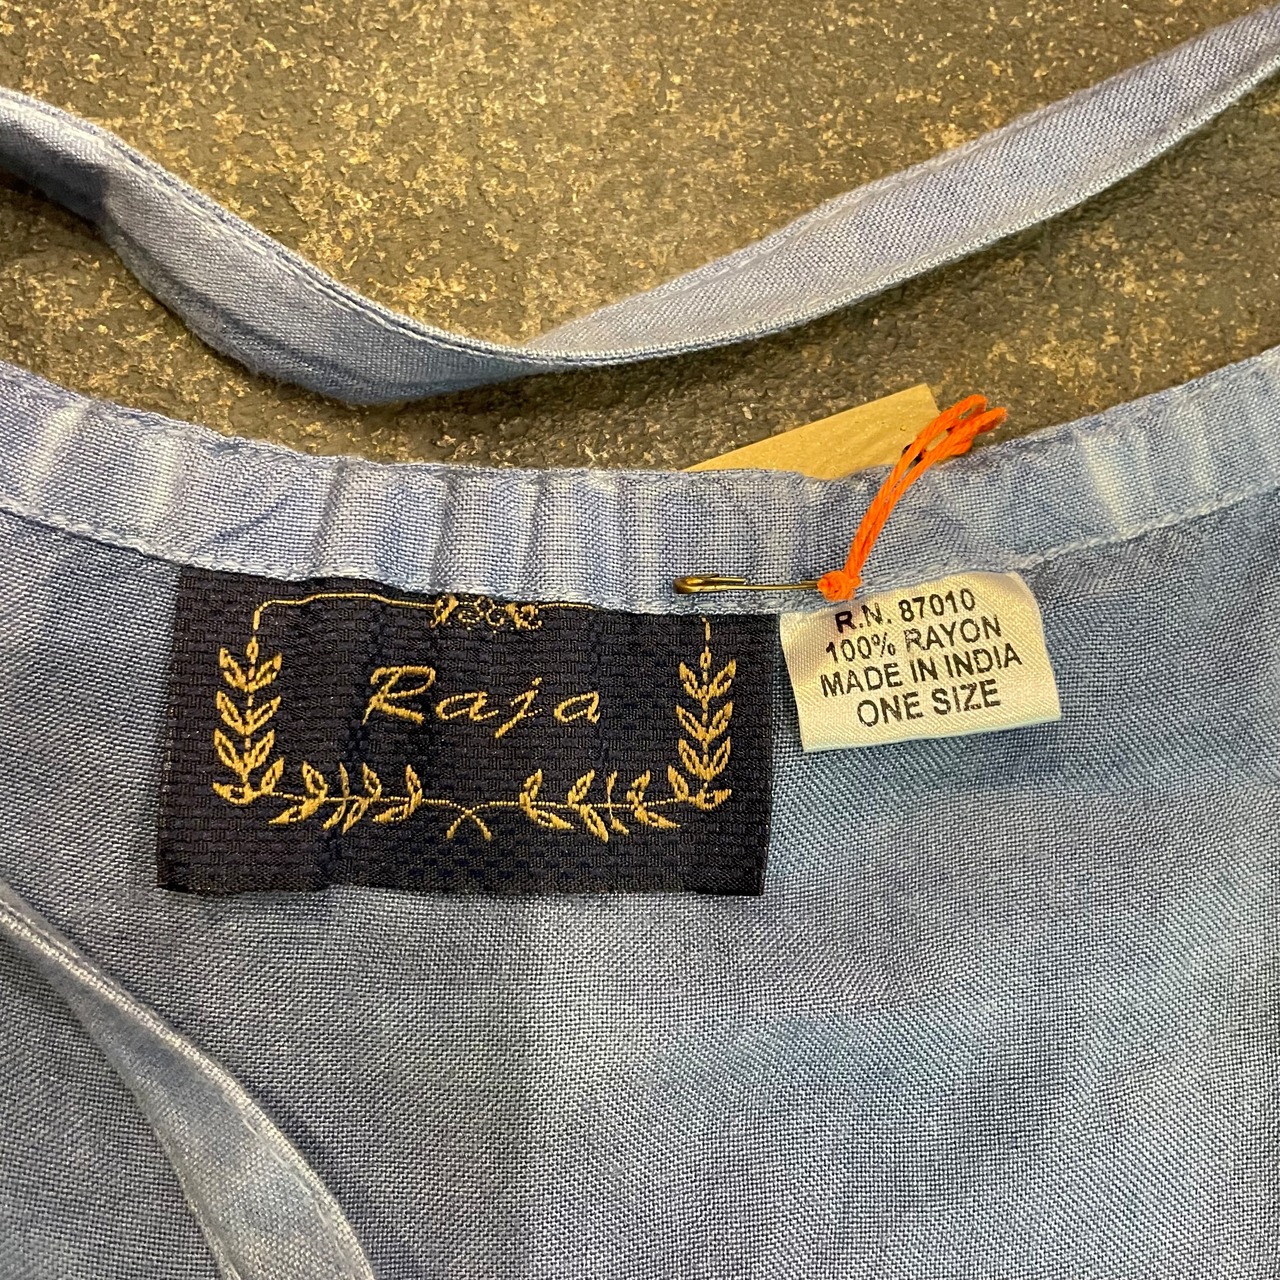 Raja
R.N. 87010
100% RAYON
MADE IN INDIA
ONE SIZE